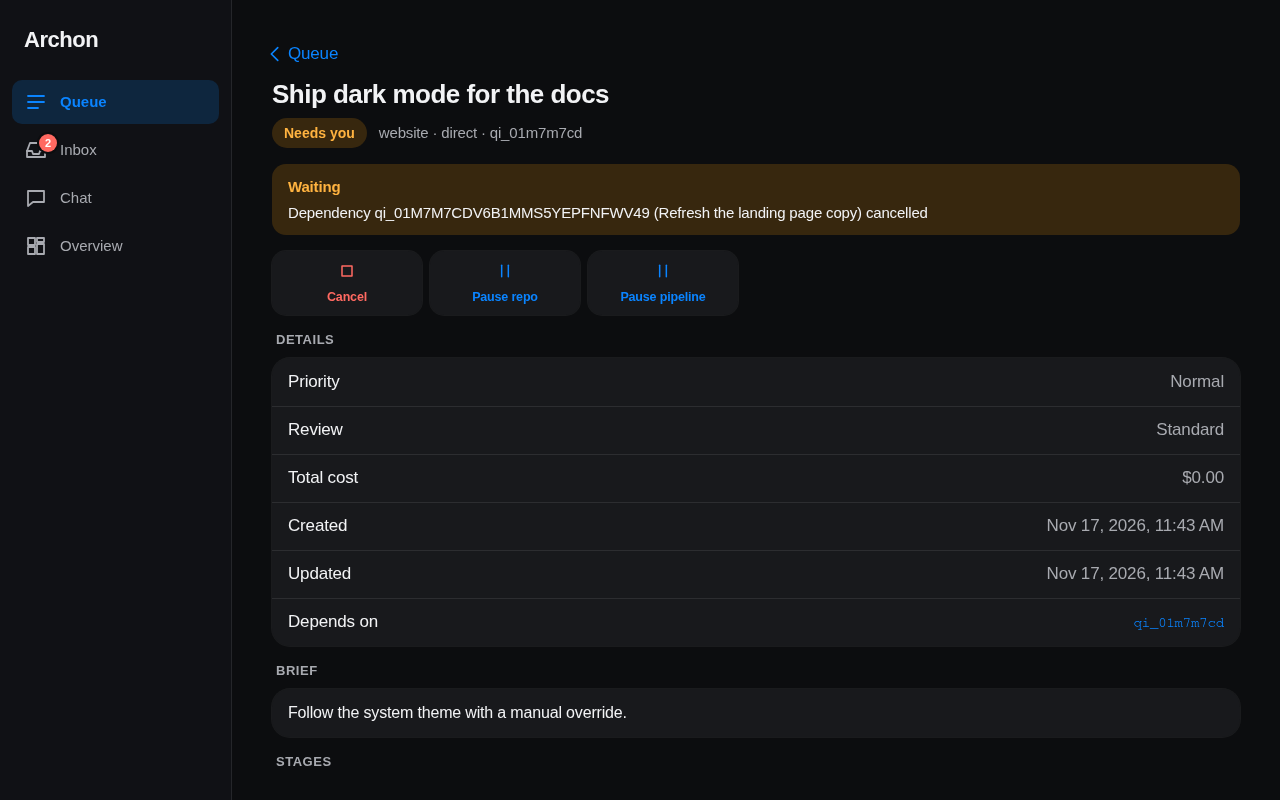 Archon
Queue
2
Inbox
Chat
Overview
Queue
Ship dark mode for the docs
Needs you
website · direct · qi_01m7m7cd
Waiting
Dependency qi_01M7M7CDV6B1MMS5YEPFNFWV49 (Refresh the landing page copy) cancelled
Cancel
Pause repo
Pause pipeline
DETAILS
Priority
Normal
Review
Standard
Total cost
$0.00
Created
Nov 17, 2026, 11:43 AM
Updated
Nov 17, 2026, 11:43 AM
Depends on
qi_01m7m7cd
BRIEF
Follow the system theme with a manual override.
STAGES